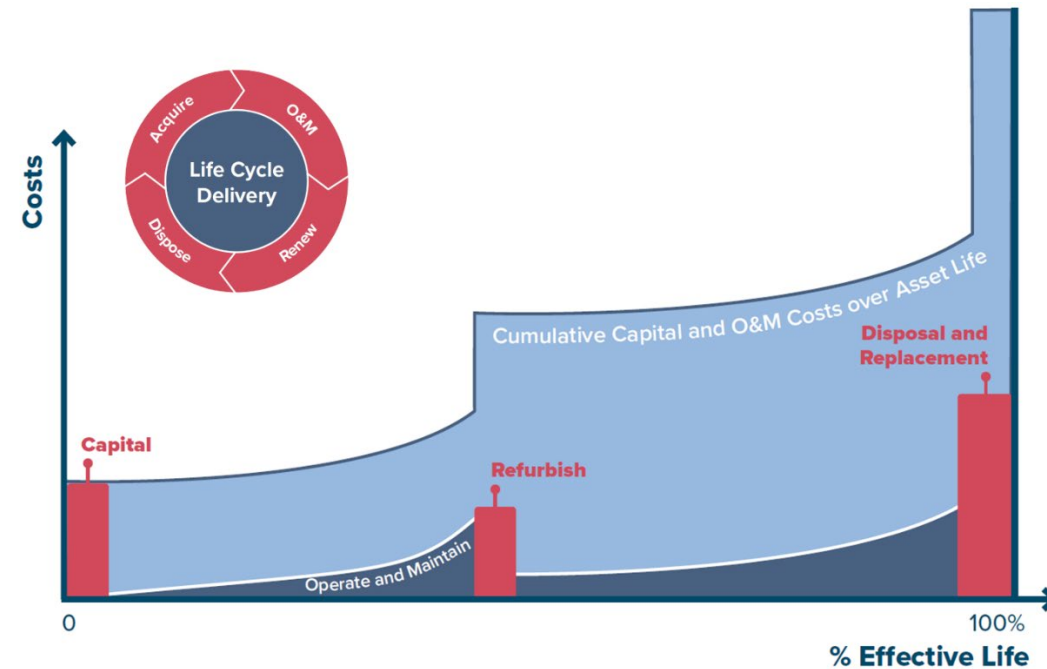 Costs
Acquire
O&M
Life Cycle
Delivery
Dispose
Renew
Cumulative Capital and O&M Costs over Asset Life
Disposal and
Replacement
Capital
Refurbish
Operate and Maintain
0
100%
% Effective Life